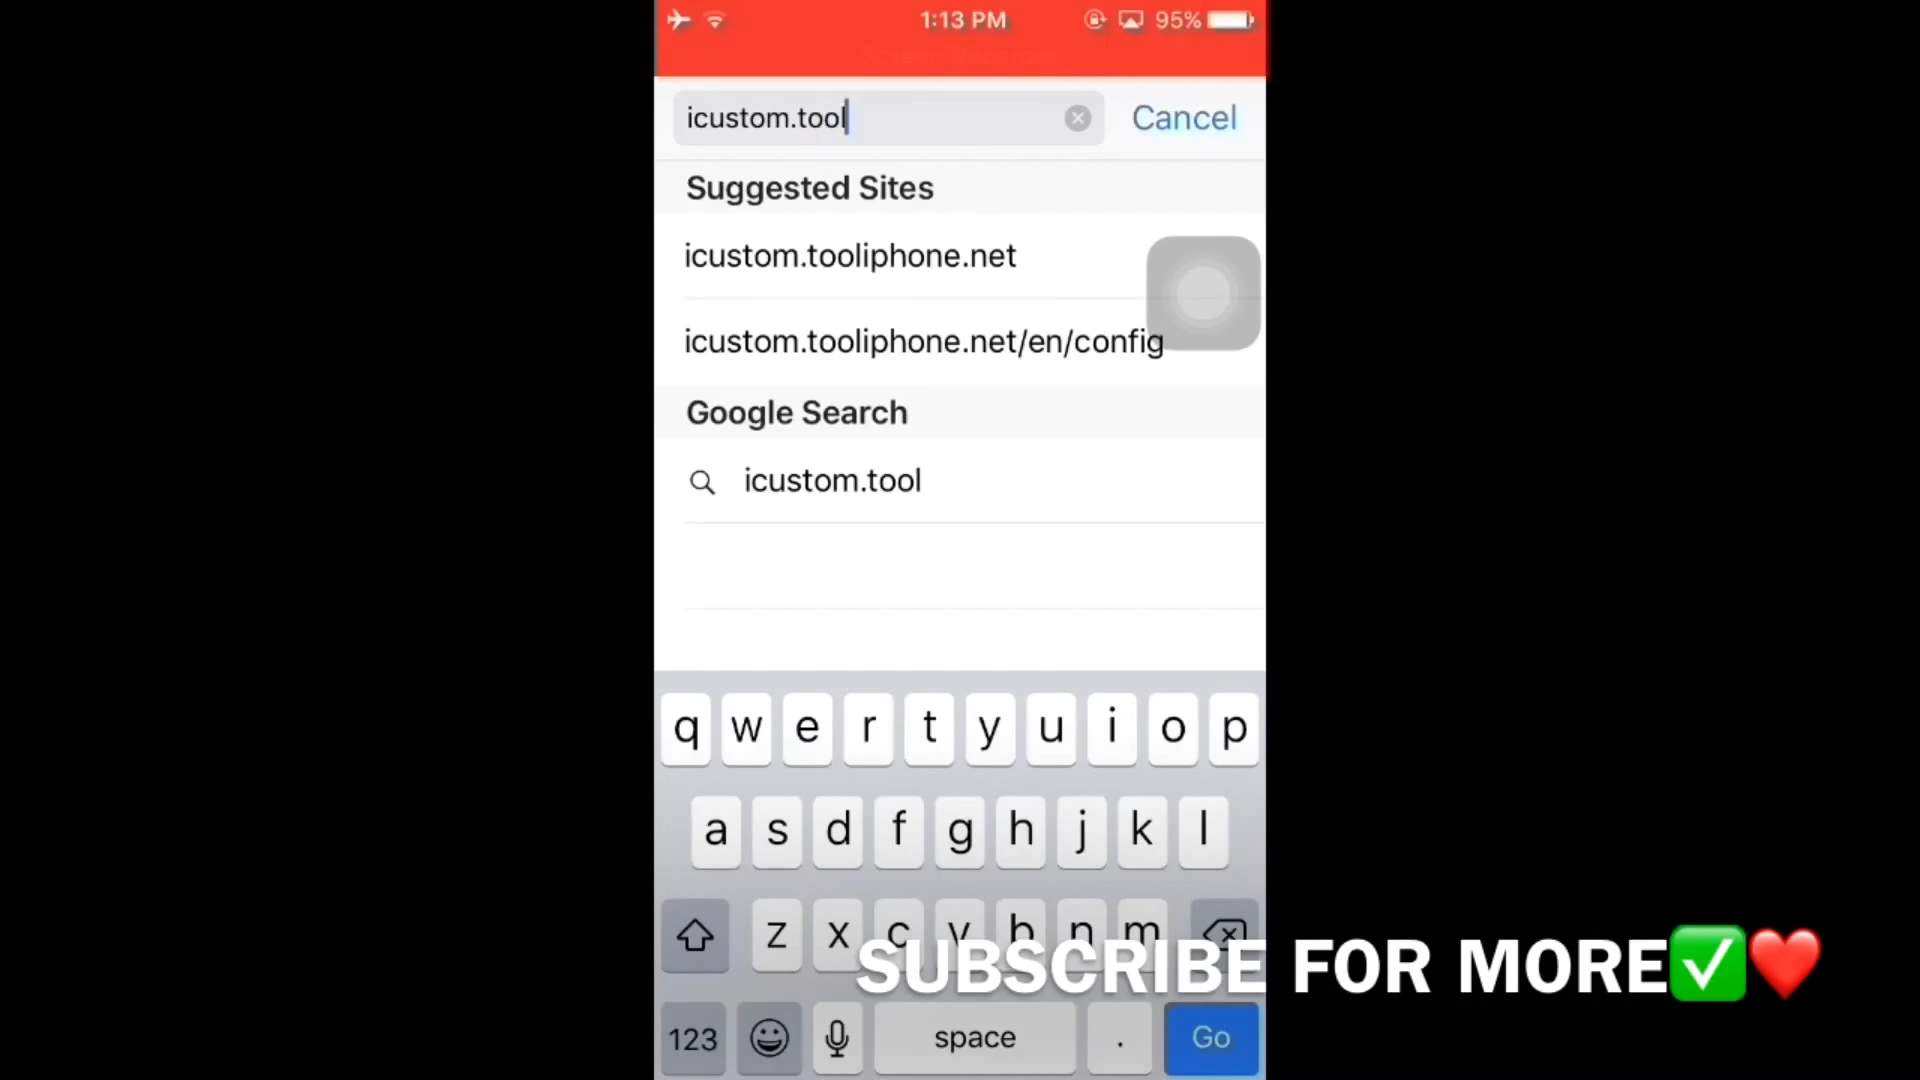 1:13 PM
95%
icustom.tool
Cancel
Suggested Sites
icustom.tooliphone.net
icustom.tooliphone.net/en/config
Google Search
icustom.tool
q w e r t y u i o p
a s d f g h j k l
z x c v b n m
SUBSCRIBE FOR MORE✅❤️
123
space
.
Go